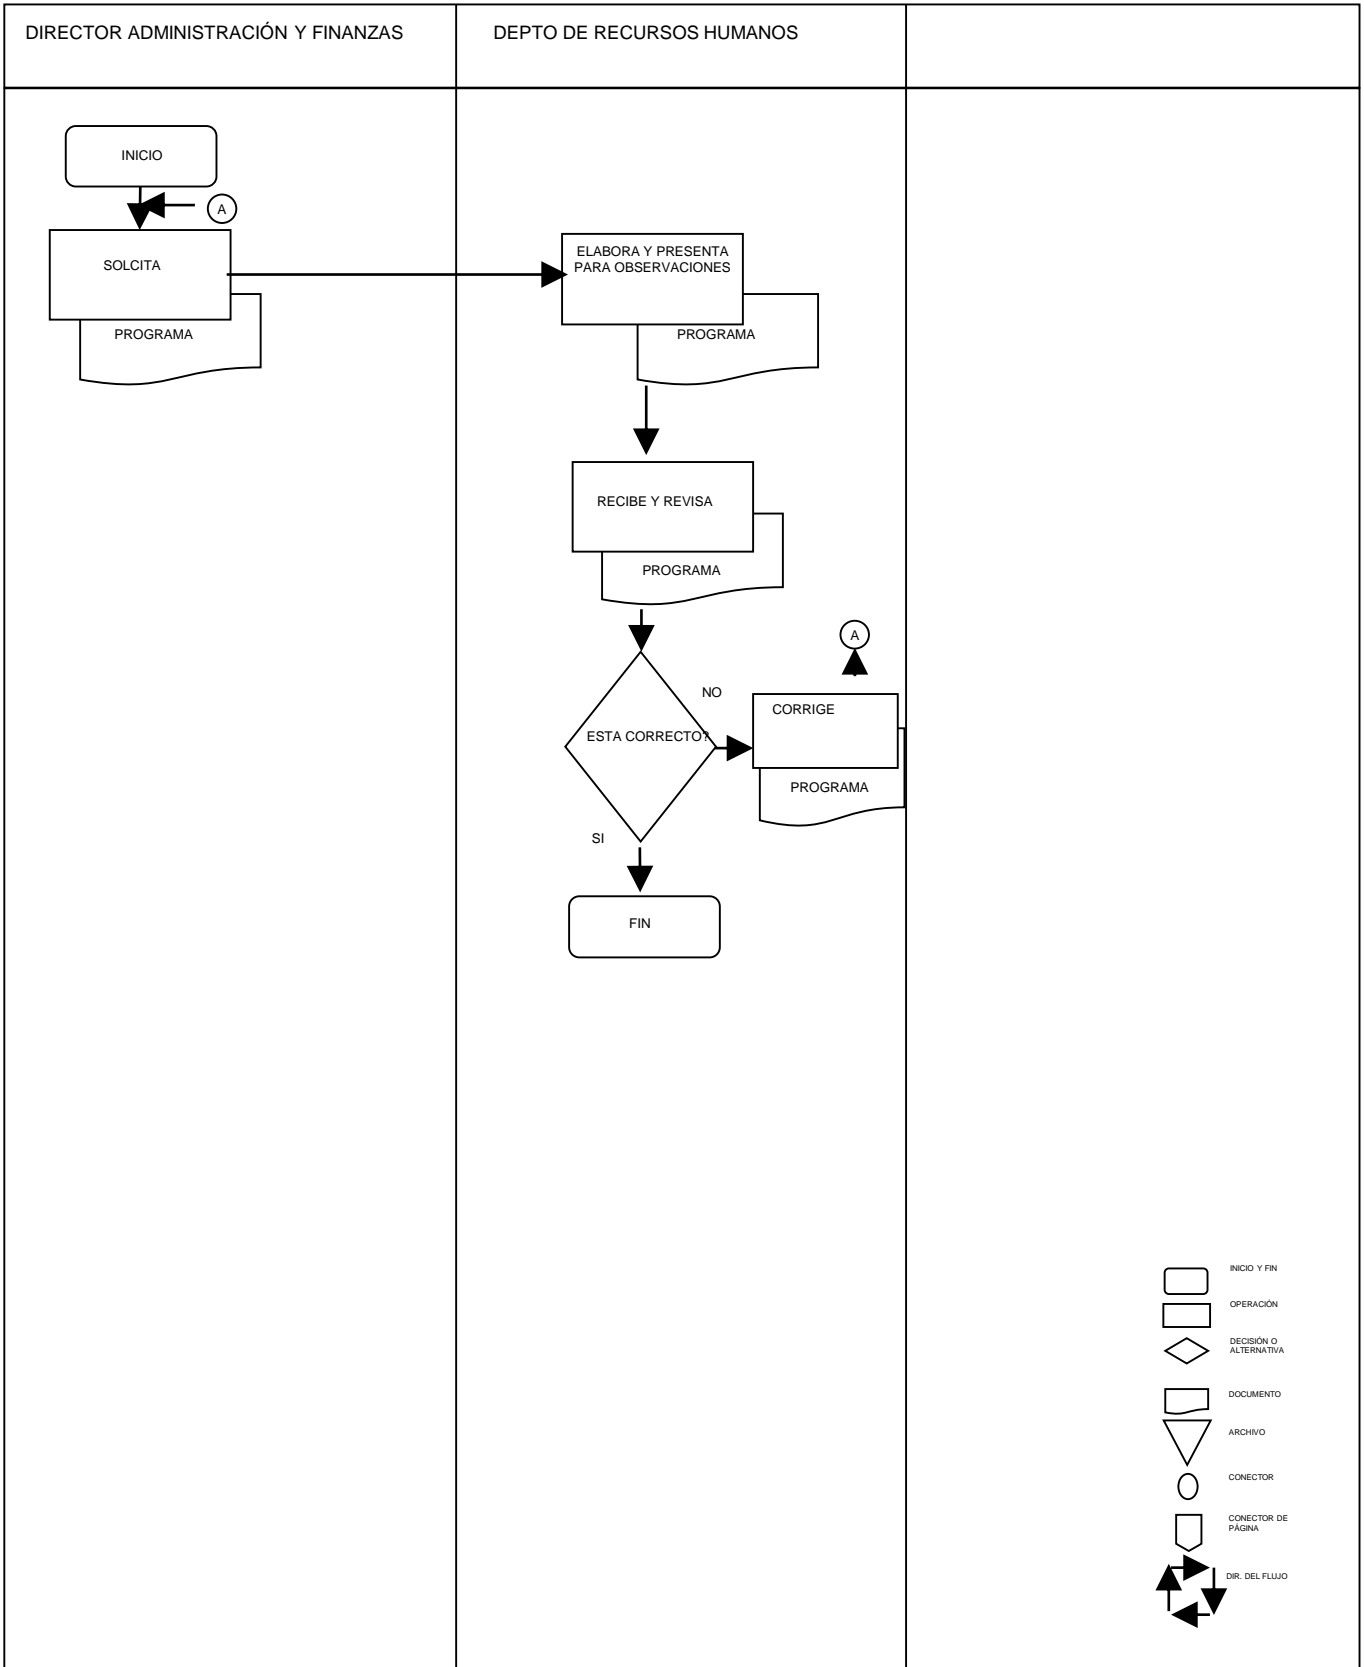 DIRECTOR ADMINISTRACIÓN Y FINANZAS
DEPTO DE RECURSOS HUMANOS
INICIO
A
SOLCITA
PROGRAMA
ELABORA Y PRESENTA
PARA OBSERVACIONES
PROGRAMA
RECIBE Y REVISA
PROGRAMA
A
NO
CORRIGE
ESTA CORRECTO?
PROGRAMA
SI
FIN
INICIO Y FIN
OPERACIÓN
DECISIÓN O
ALTERNATIVA
DOCUMENTO
ARCHIVO
CONECTOR
CONECTOR DE
PÁGINA
DIR. DEL FLUJO